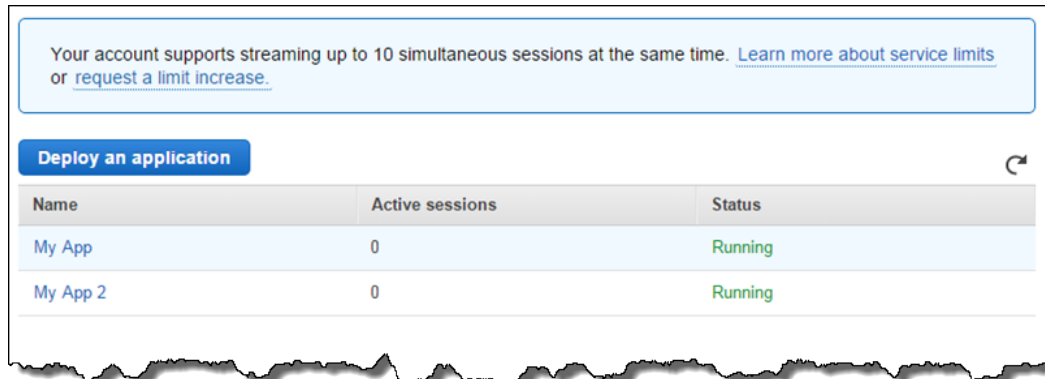 Your account supports streaming up to 10 simultaneous sessions at the same time. Learn more about service limits
or request a limit increase.
Deploy an application
Name Active sessions Status
My App 0 Running
My App 2 0 Running